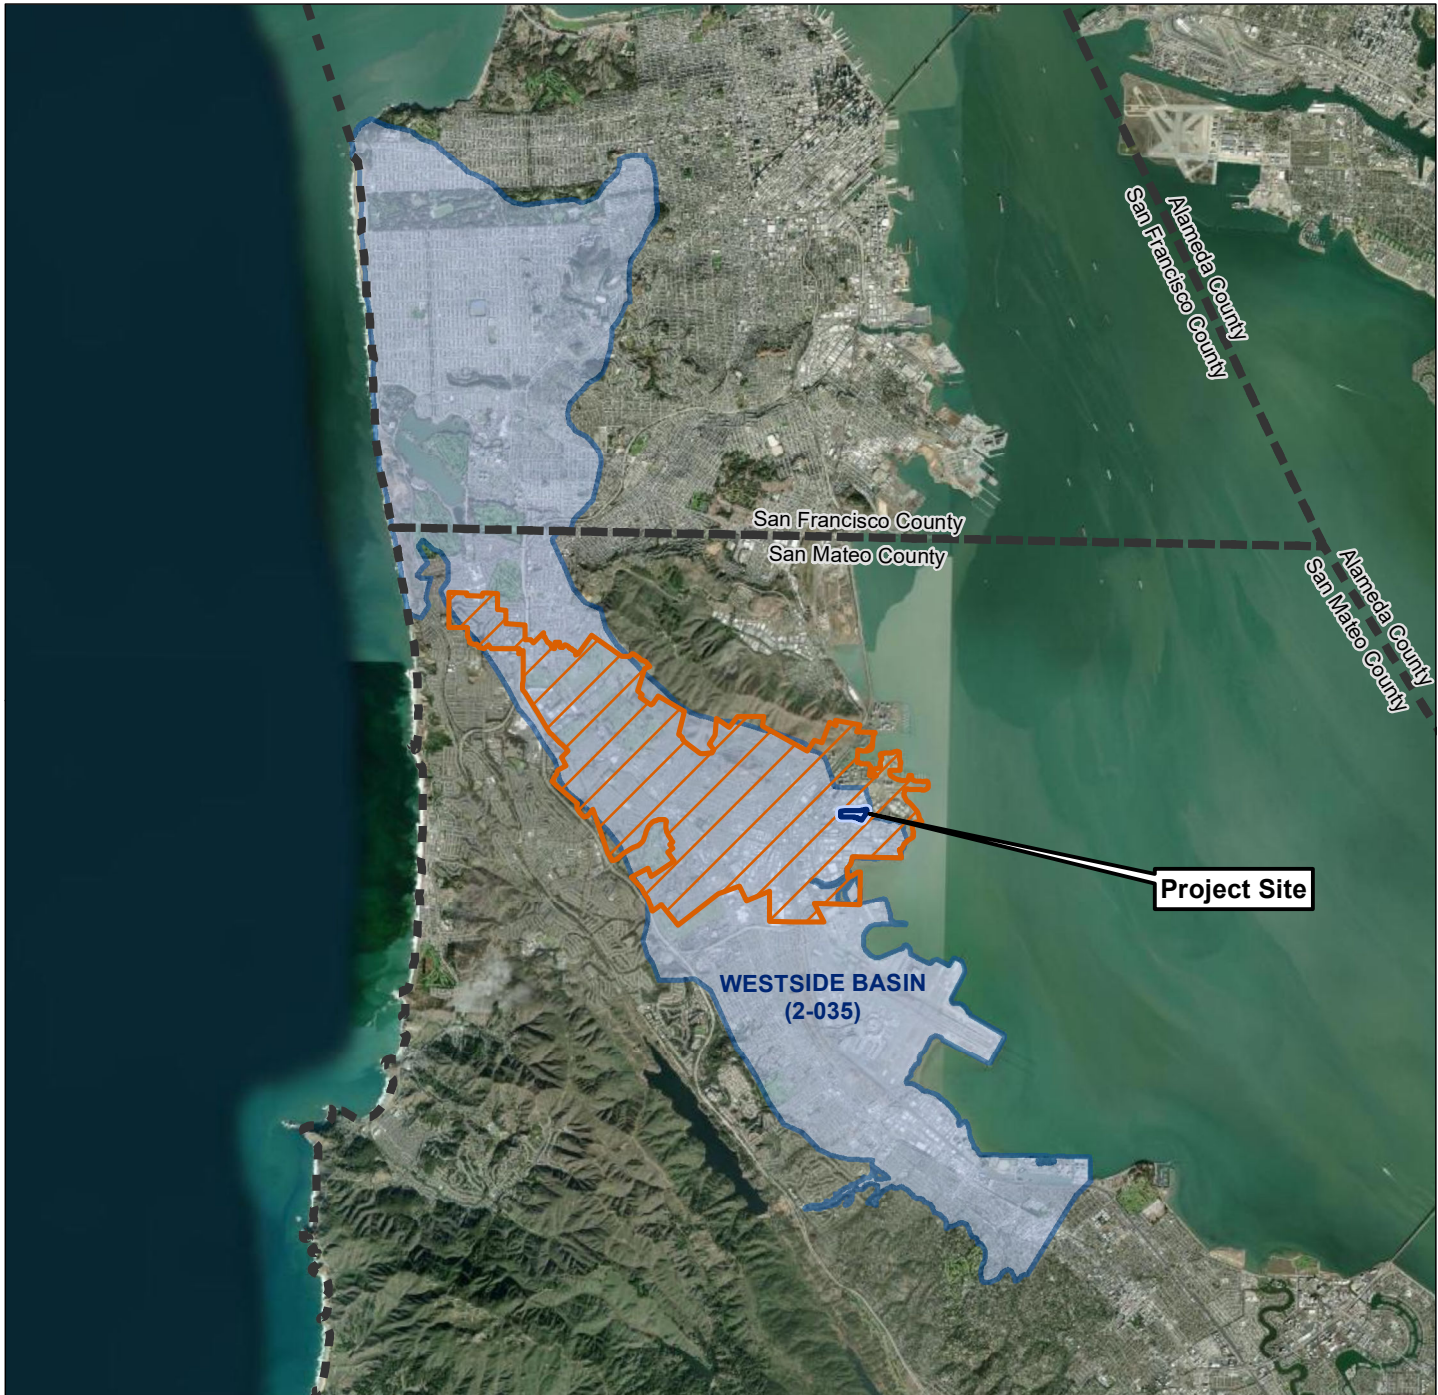 Alameda County
San Francisco County
San Francisco County
San Mateo County
Alameda County
San Mateo County
Project Site
WESTSIDE BASIN
(2-035)